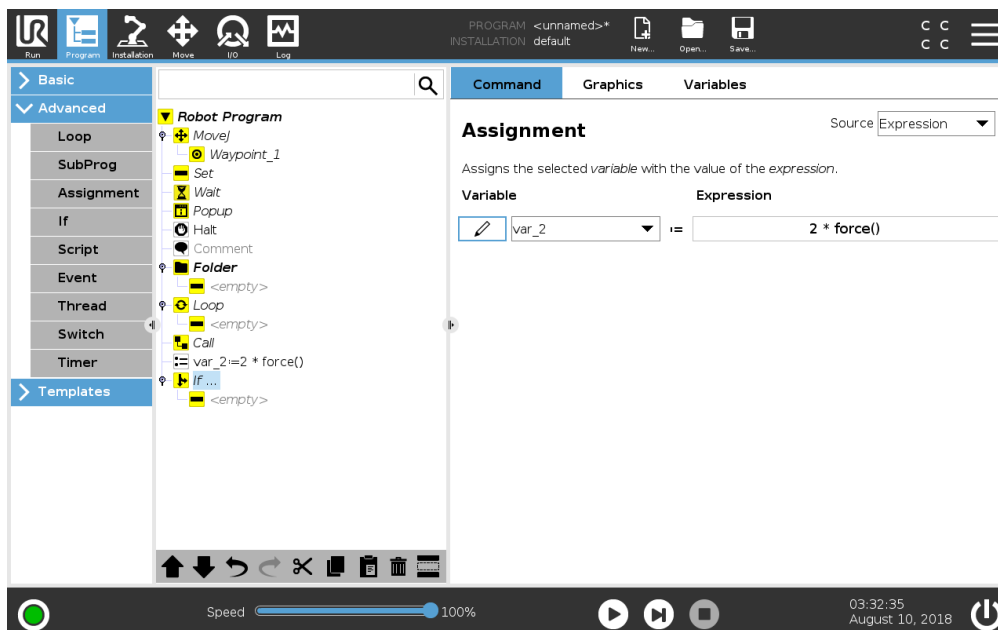 UR
Run
Program
Installation
Move
I/O
Log
PROGRAM <unnamed>*
INSTALLATION default
New...
Open...
Save...
C C
C C
Basic
Advanced
Loop
SubProg
Assignment
If
Script
Event
Thread
Switch
Timer
Templates
Robot Program
MoveJ
Waypoint_1
Set
Wait
Popup
Halt
Comment
Folder
<empty>
Loop
<empty>
Call
var_2:=2 * force()
If ...
<empty>
Command Graphics Variables
Assignment
Source Expression
Assigns the selected variable with the value of the expression.
Variable Expression
var_2 := 2 * force()
Speed 100%
03:32:35
August 10, 2018